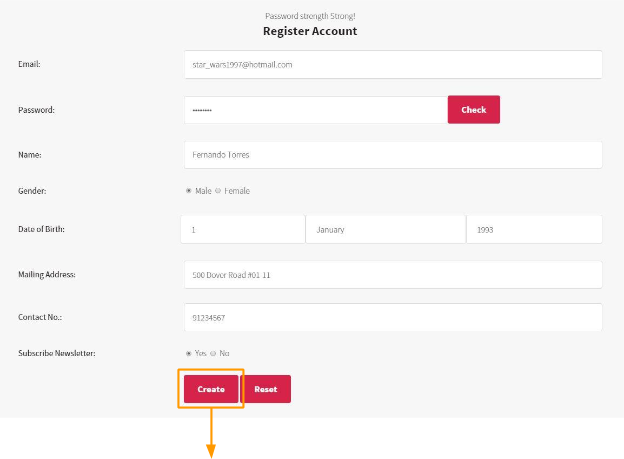 Password strength Strong!
Register Account
Email: star_wars1997@hotmail.com
Password: •••••••• Check
Name: Fernando Torres
Gender: Male Female
Date of Birth: 1 January 1993
Mailing Address: 500 Dover Road #01-11
Contact No.: 91234567
Subscribe Newsletter: Yes No
Create Reset